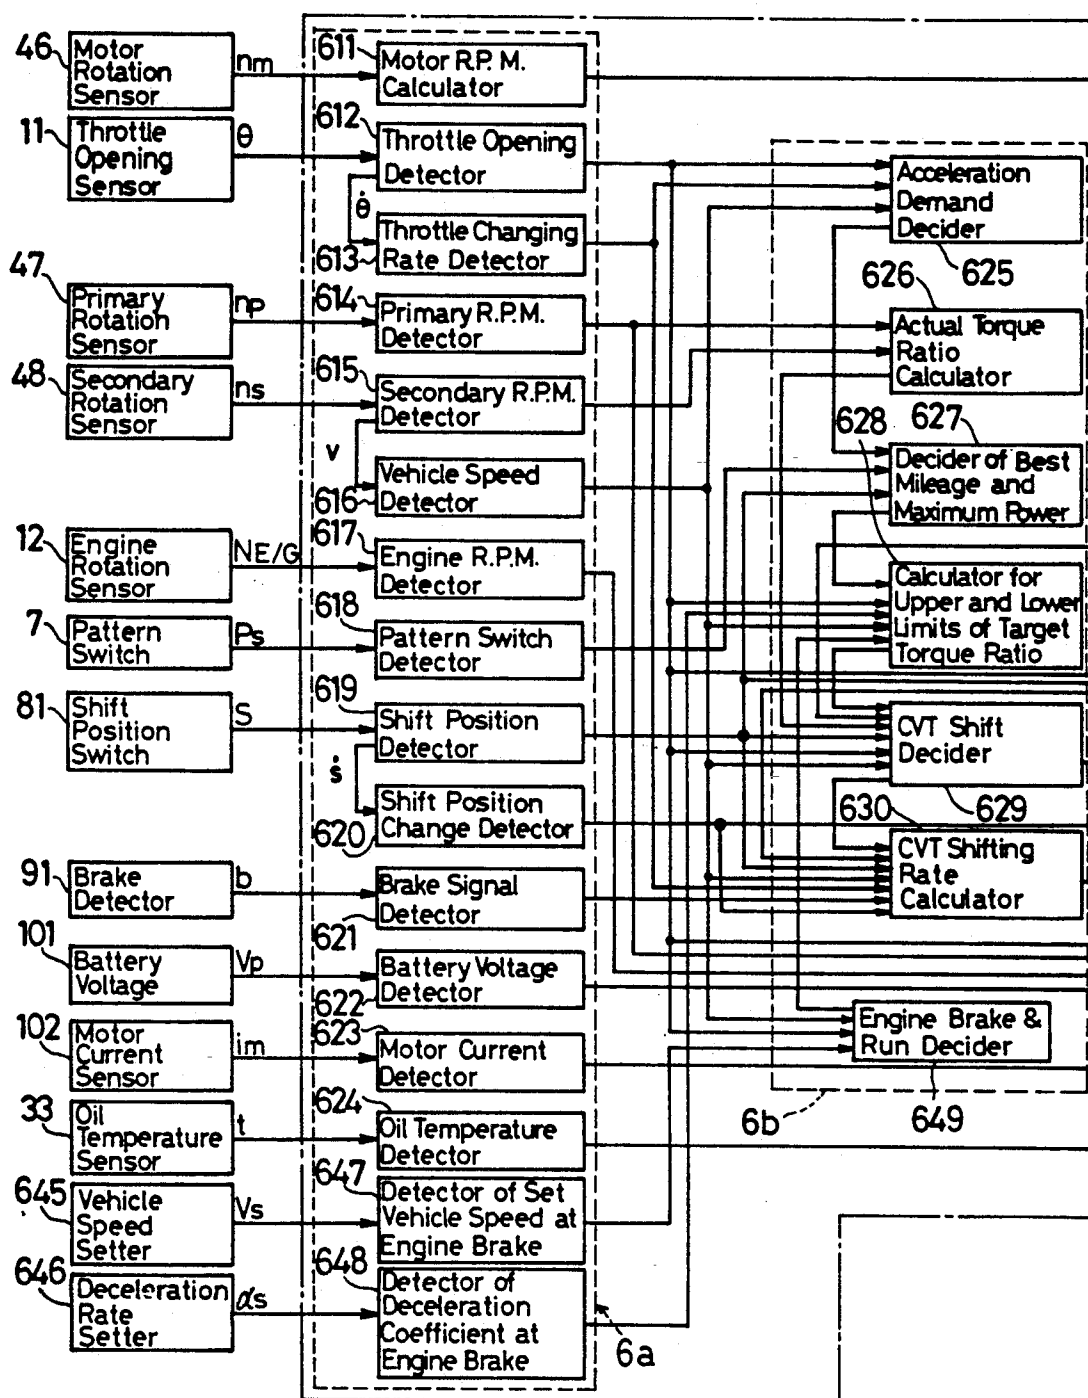 46
Motor
Rotation
Sensor
nm
611
Motor R.P.M.
Calculator
11
Throttle
Opening
Sensor
θ
612
Throttle Opening
Detector
θ̇
613
Throttle Changing
Rate Detector
47
Primary
Rotation
Sensor
np
614
Primary R.P.M.
Detector
48
Secondary
Rotation
Sensor
ns
615
Secondary R.P.M.
Detector
v
616
Vehicle Speed
Detector
12
Engine
Rotation
Sensor
NE/G
617
Engine R.P.M.
Detector
7
Pattern
Switch
Ps
618
Pattern Switch
Detector
81
Shift
Position
Switch
S
619
Shift Position
Detector
ṡ
620
Shift Position
Change Detector
91
Brake
Detector
b
621
Brake Signal
Detector
101
Battery
Voltage
Vp
622
Battery Voltage
Detector
102
Motor
Current
Sensor
im
623
Motor Current
Detector
33
Oil
Temperature
Sensor
t
624
Oil Temperature
Detector
645
Vehicle
Speed
Setter
Vs
647
Detector of Set
Vehicle Speed at
Engine Brake
646
Deceleration
Rate
Setter
αs
648
Detector of
Deceleration
Coefficient at
Engine Brake
6a
Acceleration
Demand
Decider
625
626
Actual Torque
Ratio
Calculator
627
Decider of Best
Mileage and
Maximum Power
628
Calculator for
Upper and Lower
Limits of Target
Torque Ratio
CVT Shift
Decider
629
630
CVT Shifting
Rate
Calculator
Engine Brake &
Run Decider
649
6b